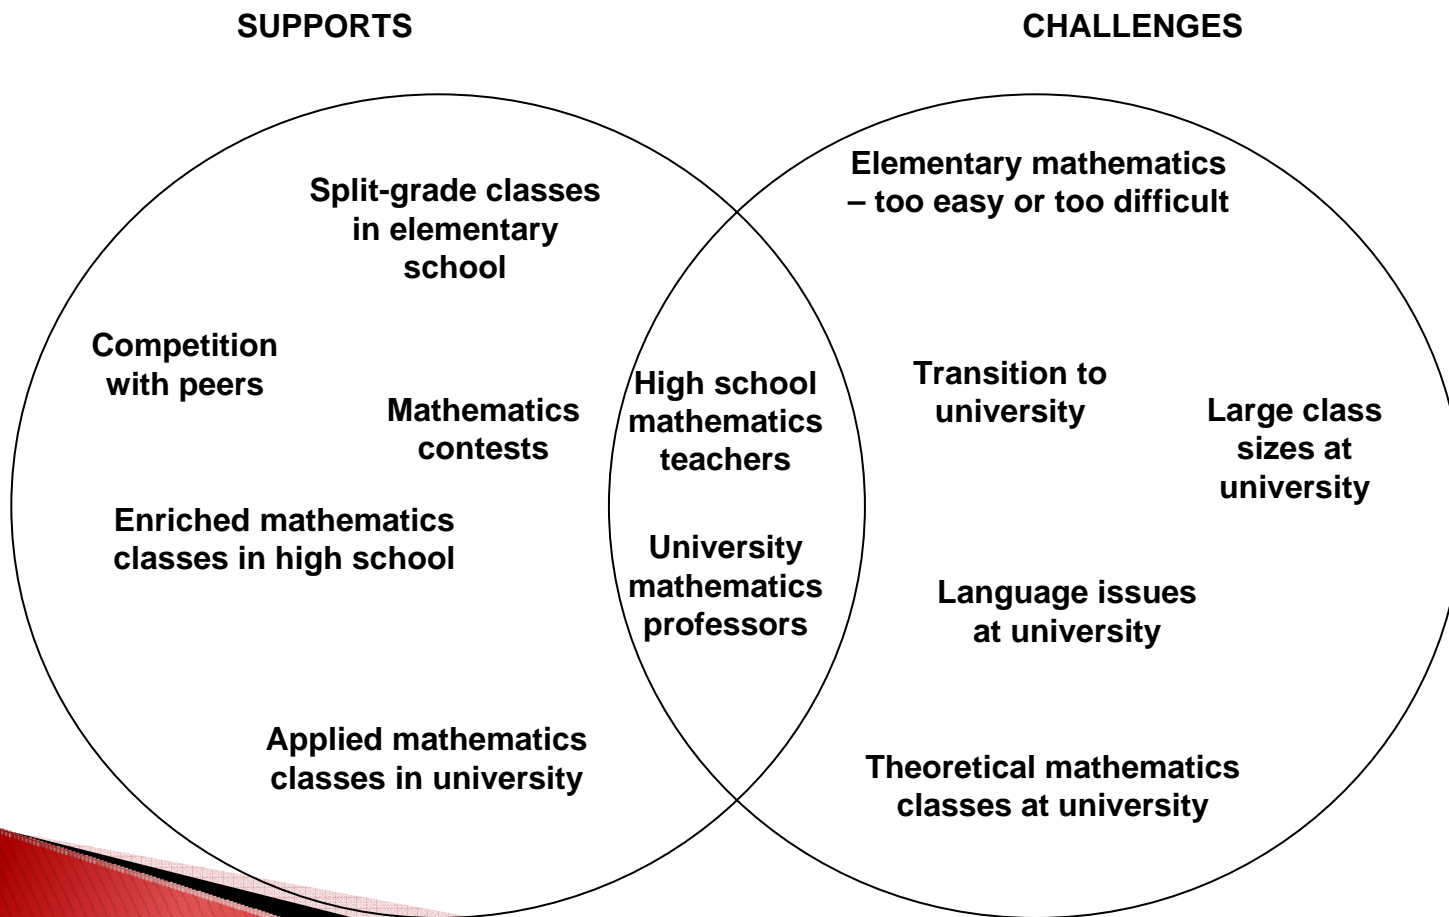 SUPPORTS
CHALLENGES
Split-grade classes
in elementary
school
Competition
with peers
Mathematics
contests
Enriched mathematics
classes in high school
Applied mathematics
classes in university
High school
mathematics
teachers
University
mathematics
professors
Elementary mathematics
– too easy or too difficult
Transition to
university
Large class
sizes at
university
Language issues
at university
Theoretical mathematics
classes at university